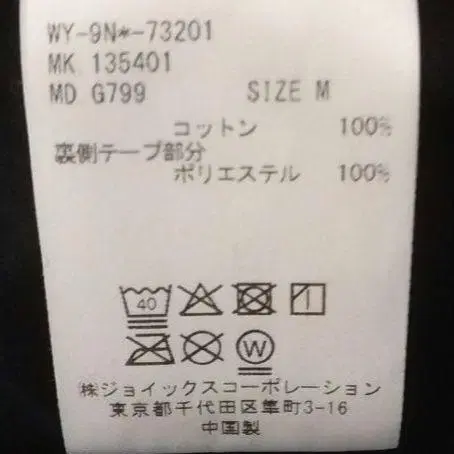 WY-9N*-73201
MK 135401
MD G799 SIZE M
コットン 100%
裏側テープ部分
ポリエステル 100%
40
W
㈱ジョイックスコーポレーション
東京都千代田区隼町3-16
中国製